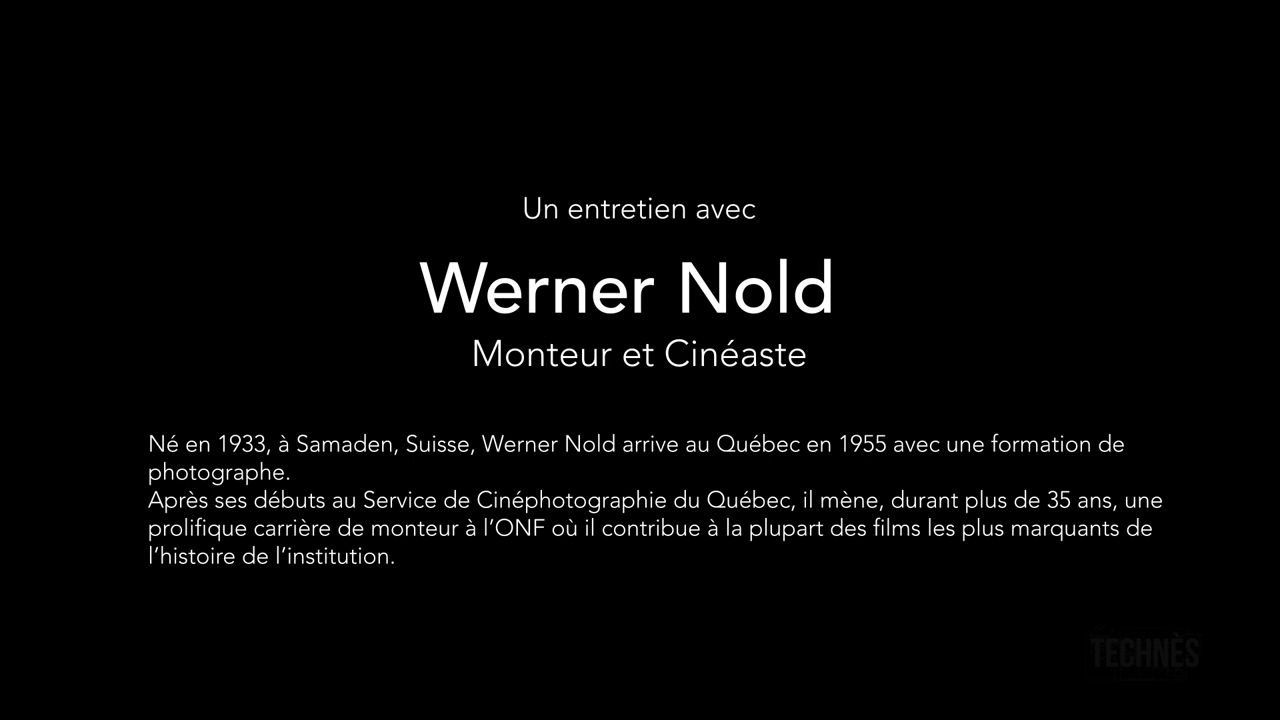 Un entretien avec
Werner Nold
Monteur et Cinéaste
Né en 1933, à Samaden, Suisse, Werner Nold arrive au Québec en 1955 avec une formation de
photographe.
Après ses débuts au Service de Cinéphotographie du Québec, il mène, durant plus de 35 ans, une
prolifique carrière de monteur à l’ONF où il contribue à la plupart des films les plus marquants de
l’histoire de l’institution.
TECHNÈS